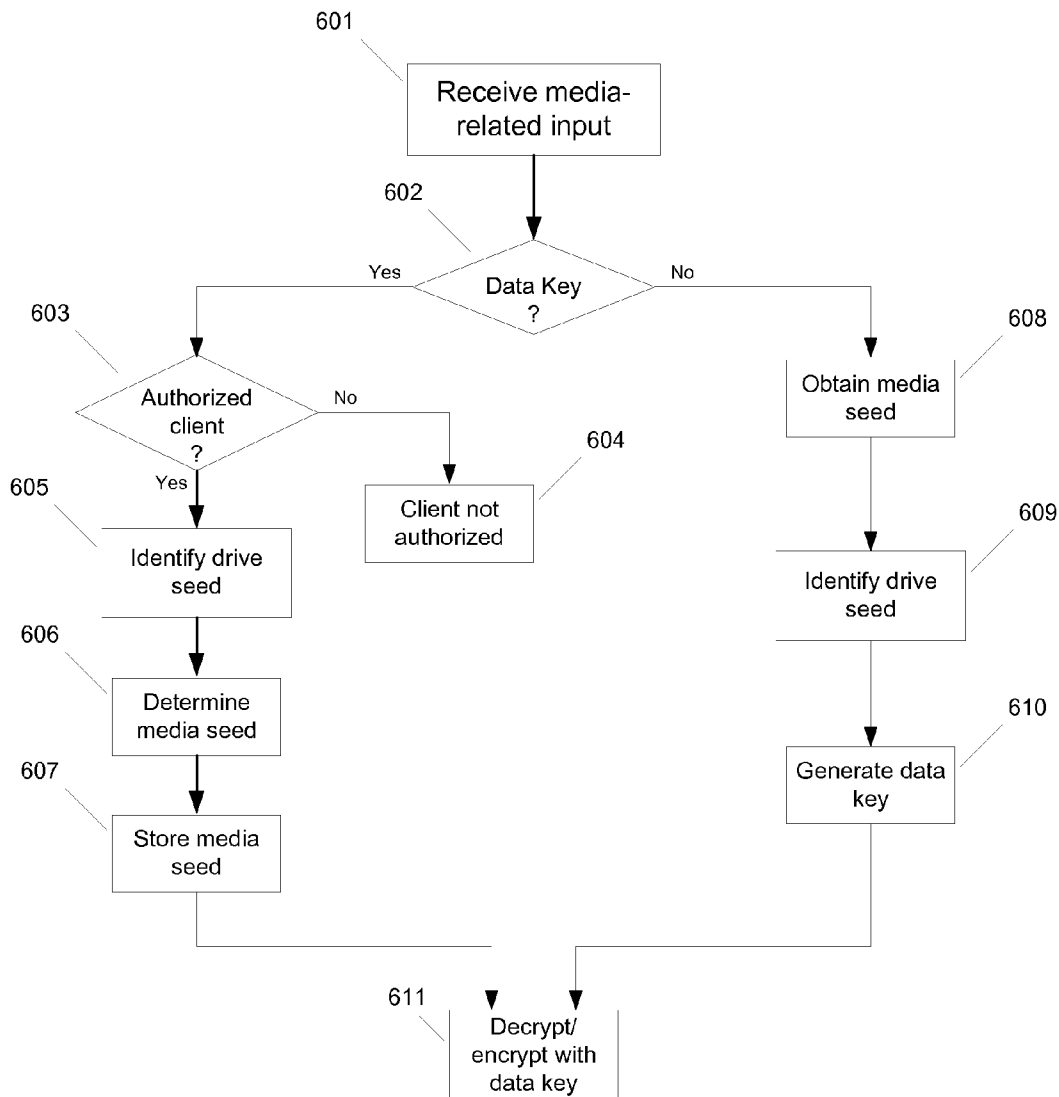 601
Receive media-
related input
602
Yes
Data Key
?
No
603
Authorized
client
?
No
Yes
604
Client not
authorized
608
Obtain media
seed
605
Identify drive
seed
609
Identify drive
seed
606
Determine
media seed
610
Generate data
key
607
Store media
seed
611
Decrypt/
encrypt with
data key